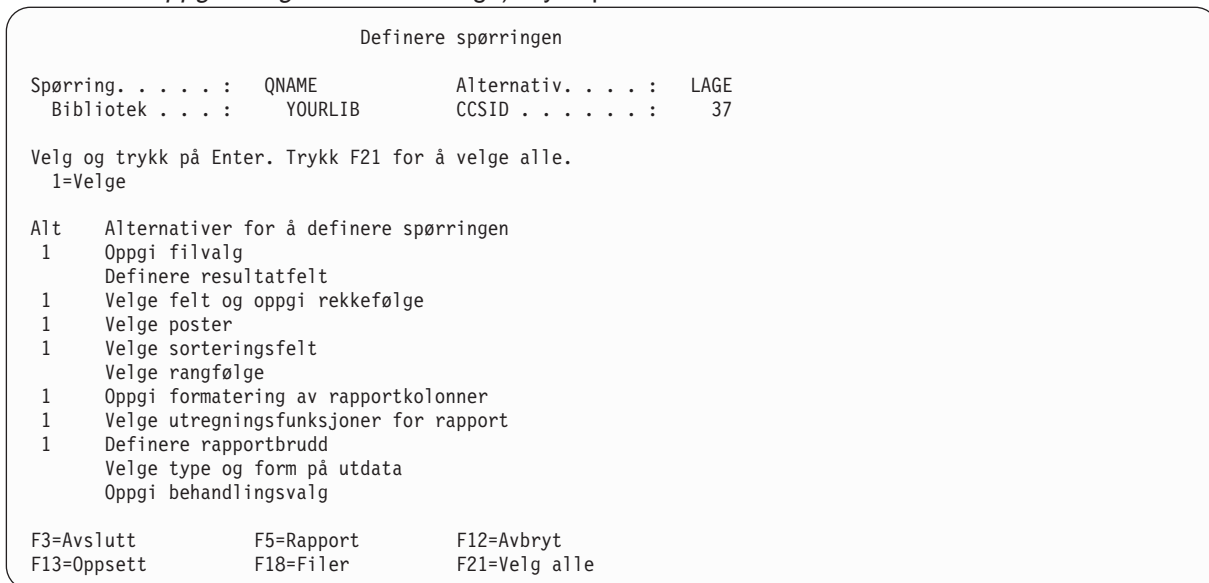 Definere spørringen
Spørring. . . . . : QNAME Alternativ. . . . : LAGE
Bibliotek . . . : YOURLIB CCSID . . . . . . : 37
Velg og trykk på Enter. Trykk F21 for å velge alle.
1=Velge
Alt Alternativer for å definere spørringen
1 Oppgi filvalg
Definere resultatfelt
1 Velge felt og oppgi rekkefølge
1 Velge poster
1 Velge sorteringsfelt
Velge rangfølge
1 Oppgi formatering av rapportkolonner
1 Velge utregningsfunksjoner for rapport
1 Definere rapportbrudd
Velge type og form på utdata
Oppgi behandlingsvalg
F3=Avslutt F5=Rapport F12=Avbryt
F13=Oppsett F18=Filer F21=Velg alle